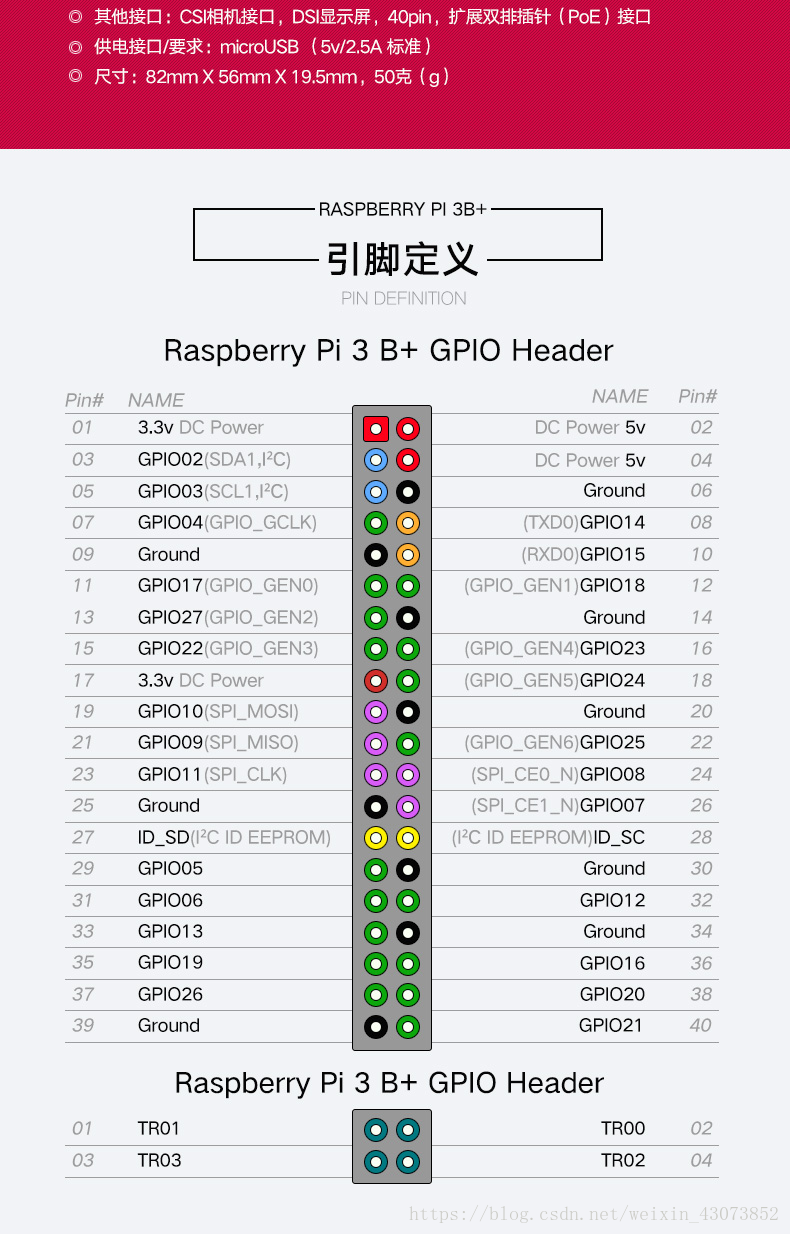 ◎ 其他接口：CSI相机接口，DSI显示屏，40pin，扩展双排插针（PoE）接口
◎ 供电接口/要求：microUSB （5v/2.5A 标准）
◎ 尺寸：82mm X 56mm X 19.5mm，50克（g）
RASPBERRY PI 3B+
引脚定义
PIN DEFINITION
Raspberry Pi 3 B+ GPIO Header
Pin# NAME NAME Pin#
01 3.3v DC Power DC Power 5v 02
03 GPIO02(SDA1,I²C) DC Power 5v 04
05 GPIO03(SCL1,I²C) Ground 06
07 GPIO04(GPIO_GCLK) (TXD0)GPIO14 08
09 Ground (RXD0)GPIO15 10
11 GPIO17(GPIO_GEN0) (GPIO_GEN1)GPIO18 12
13 GPIO27(GPIO_GEN2) Ground 14
15 GPIO22(GPIO_GEN3) (GPIO_GEN4)GPIO23 16
17 3.3v DC Power (GPIO_GEN5)GPIO24 18
19 GPIO10(SPI_MOSI) Ground 20
21 GPIO09(SPI_MISO) (GPIO_GEN6)GPIO25 22
23 GPIO11(SPI_CLK) (SPI_CE0_N)GPIO08 24
25 Ground (SPI_CE1_N)GPIO07 26
27 ID_SD(I²C ID EEPROM) (I²C ID EEPROM)ID_SC 28
29 GPIO05 Ground 30
31 GPIO06 GPIO12 32
33 GPIO13 Ground 34
35 GPIO19 GPIO16 36
37 GPIO26 GPIO20 38
39 Ground GPIO21 40
Raspberry Pi 3 B+ GPIO Header
01 TR01 TR00 02
03 TR03 TR02 04
https://blog.csdn.net/weixin_43073852